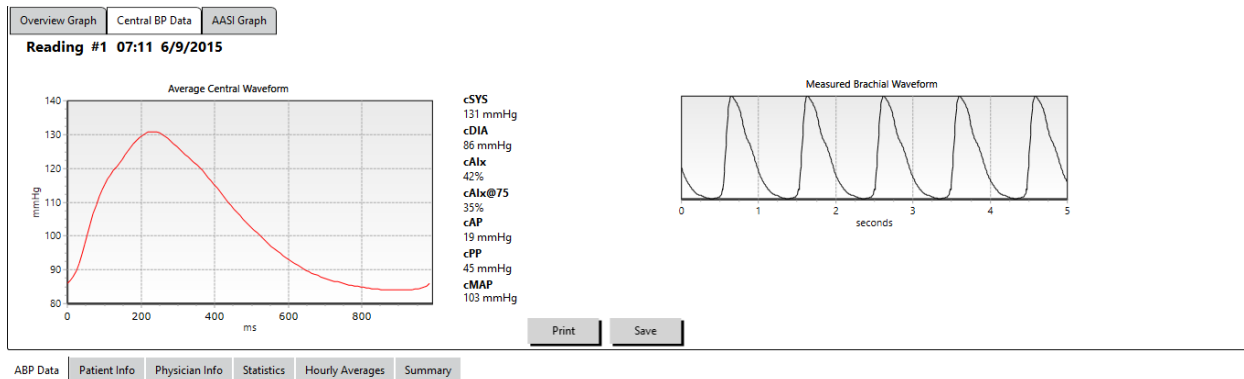 Overview Graph Central BP Data AASI Graph
Reading #1 07:11 6/9/2015
Average Central Waveform
140
130
120
110
100
90
80
mmHg
0 200 400 600 800
ms
cSYS
131 mmHg
cDIA
86 mmHg
cAIx
42%
cAIx@75
35%
cAP
19 mmHg
cPP
45 mmHg
cMAP
103 mmHg
Measured Brachial Waveform
0 1 2 3 4 5
seconds
Print Save
ABP Data Patient Info Physician Info Statistics Hourly Averages Summary